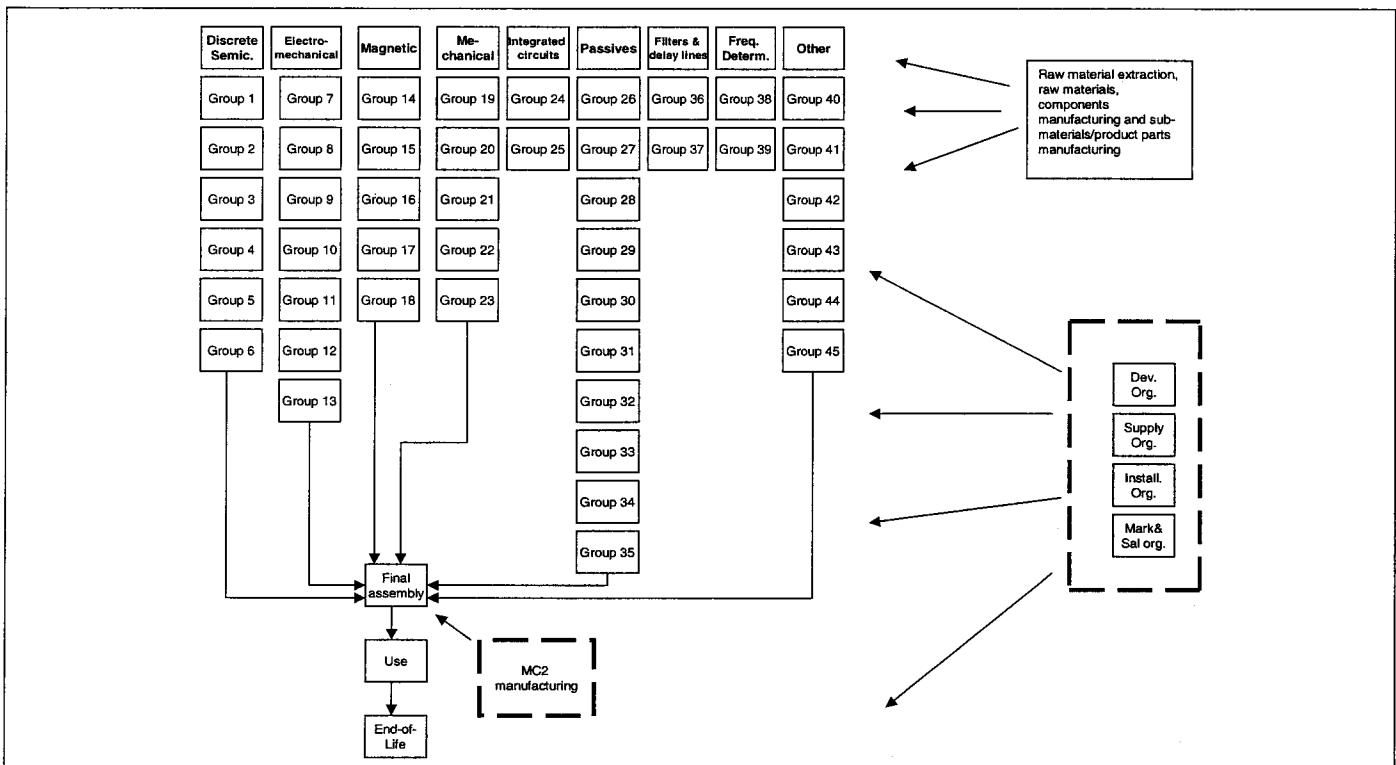 Discrete
Semic.
Electro-
mechanical
Magnetic
Me-
chanical
Integrated
circuits
Passives
Filters &
delay lines
Freq.
Determ.
Other
Group 1
Group 7
Group 14
Group 19
Group 24
Group 26
Group 36
Group 38
Group 40
Group 2
Group 8
Group 15
Group 20
Group 25
Group 27
Group 37
Group 39
Group 41
Group 3
Group 9
Group 16
Group 21
Group 28
Group 42
Group 4
Group 10
Group 17
Group 22
Group 29
Group 43
Group 5
Group 11
Group 18
Group 23
Group 30
Group 44
Group 6
Group 12
Group 31
Group 45
Group 13
Group 32
Group 33
Group 34
Group 35
Final
assembly
Use
End-of-
Life
MC2
manufacturing
Raw material extraction,
raw materials,
components
manufacturing and sub-
materials/product parts
manufacturing
Dev.
Org.
Supply
Org.
Install.
Org.
Mark&
Sal org.